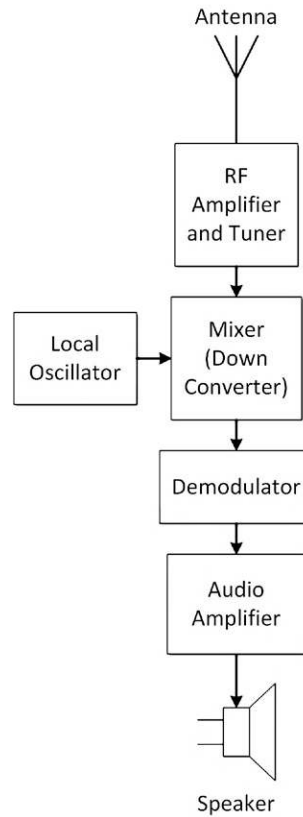 Antenna
RF
Amplifier
and Tuner
Local
Oscillator
Mixer
(Down
Converter)
Demodulator
Audio
Amplifier
Speaker